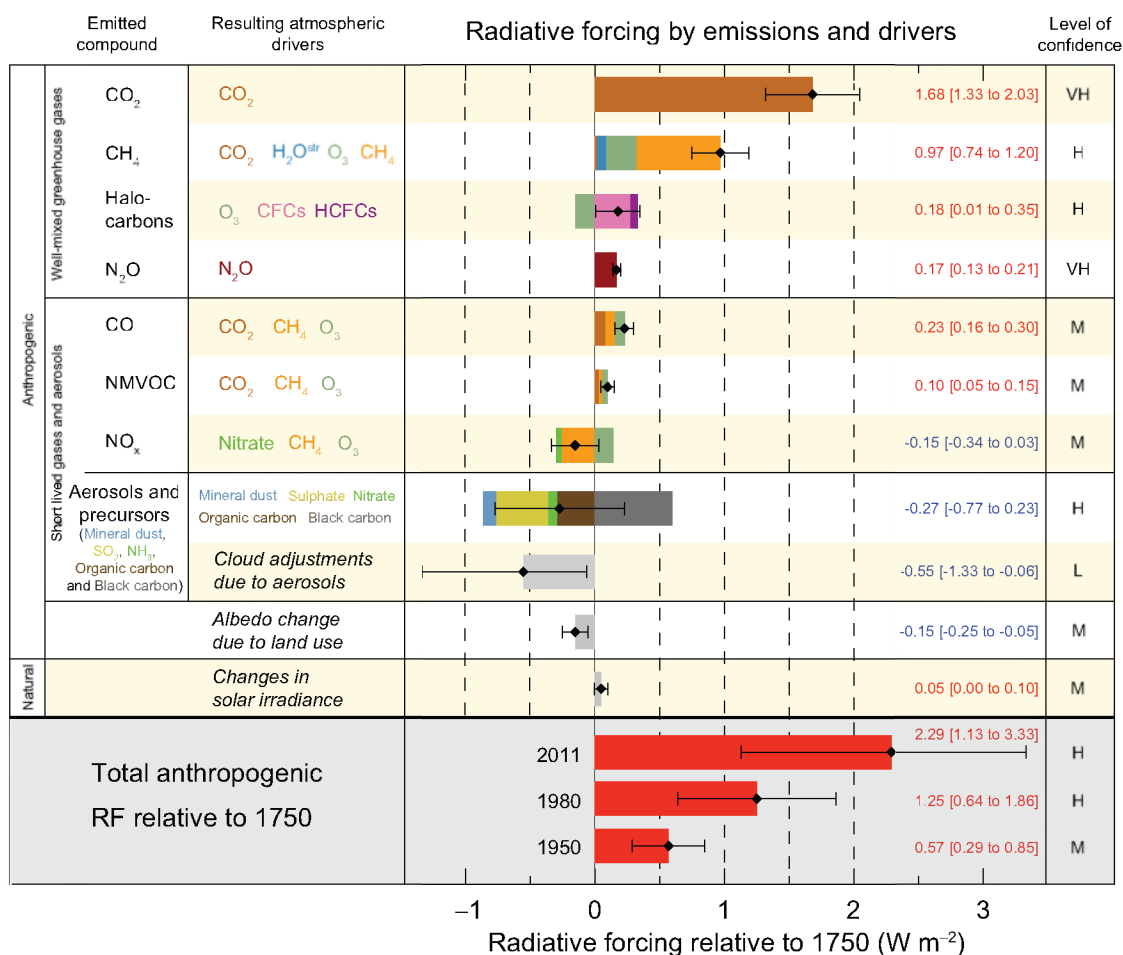 Emitted compound
Resulting atmospheric drivers
Radiative forcing by emissions and drivers
Level of confidence
Anthropogenic
Well-mixed greenhouse gases
CO₂
CO₂
1.68 [1.33 to 2.03]
VH
CH₄
CO₂ H₂Oˢᵗʳ O₃ CH₄
0.97 [0.74 to 1.20]
H
Halo-
carbons
O₃ CFCs HCFCs
0.18 [0.01 to 0.35]
H
N₂O
N₂O
0.17 [0.13 to 0.21]
VH
Short lived gases and aerosols
CO
CO₂ CH₄ O₃
0.23 [0.16 to 0.30]
M
NMVOC
CO₂ CH₄ O₃
0.10 [0.05 to 0.15]
M
NOₓ
Nitrate CH₄ O₃
-0.15 [-0.34 to 0.03]
M
Aerosols and
precursors
(Mineral dust,
SO₂, NH₃,
Organic carbon
and Black carbon)
Mineral dust Sulphate Nitrate
Organic carbon Black carbon
-0.27 [-0.77 to 0.23]
H
Cloud adjustments
due to aerosols
-0.55 [-1.33 to -0.06]
L
Albedo change
due to land use
-0.15 [-0.25 to -0.05]
M
Natural
Changes in
solar irradiance
0.05 [0.00 to 0.10]
M
Total anthropogenic
RF relative to 1750
2011
2.29 [1.13 to 3.33]
H
1980
1.25 [0.64 to 1.86]
H
1950
0.57 [0.29 to 0.85]
M
−1 0 1 2 3
Radiative forcing relative to 1750 (W m⁻²)